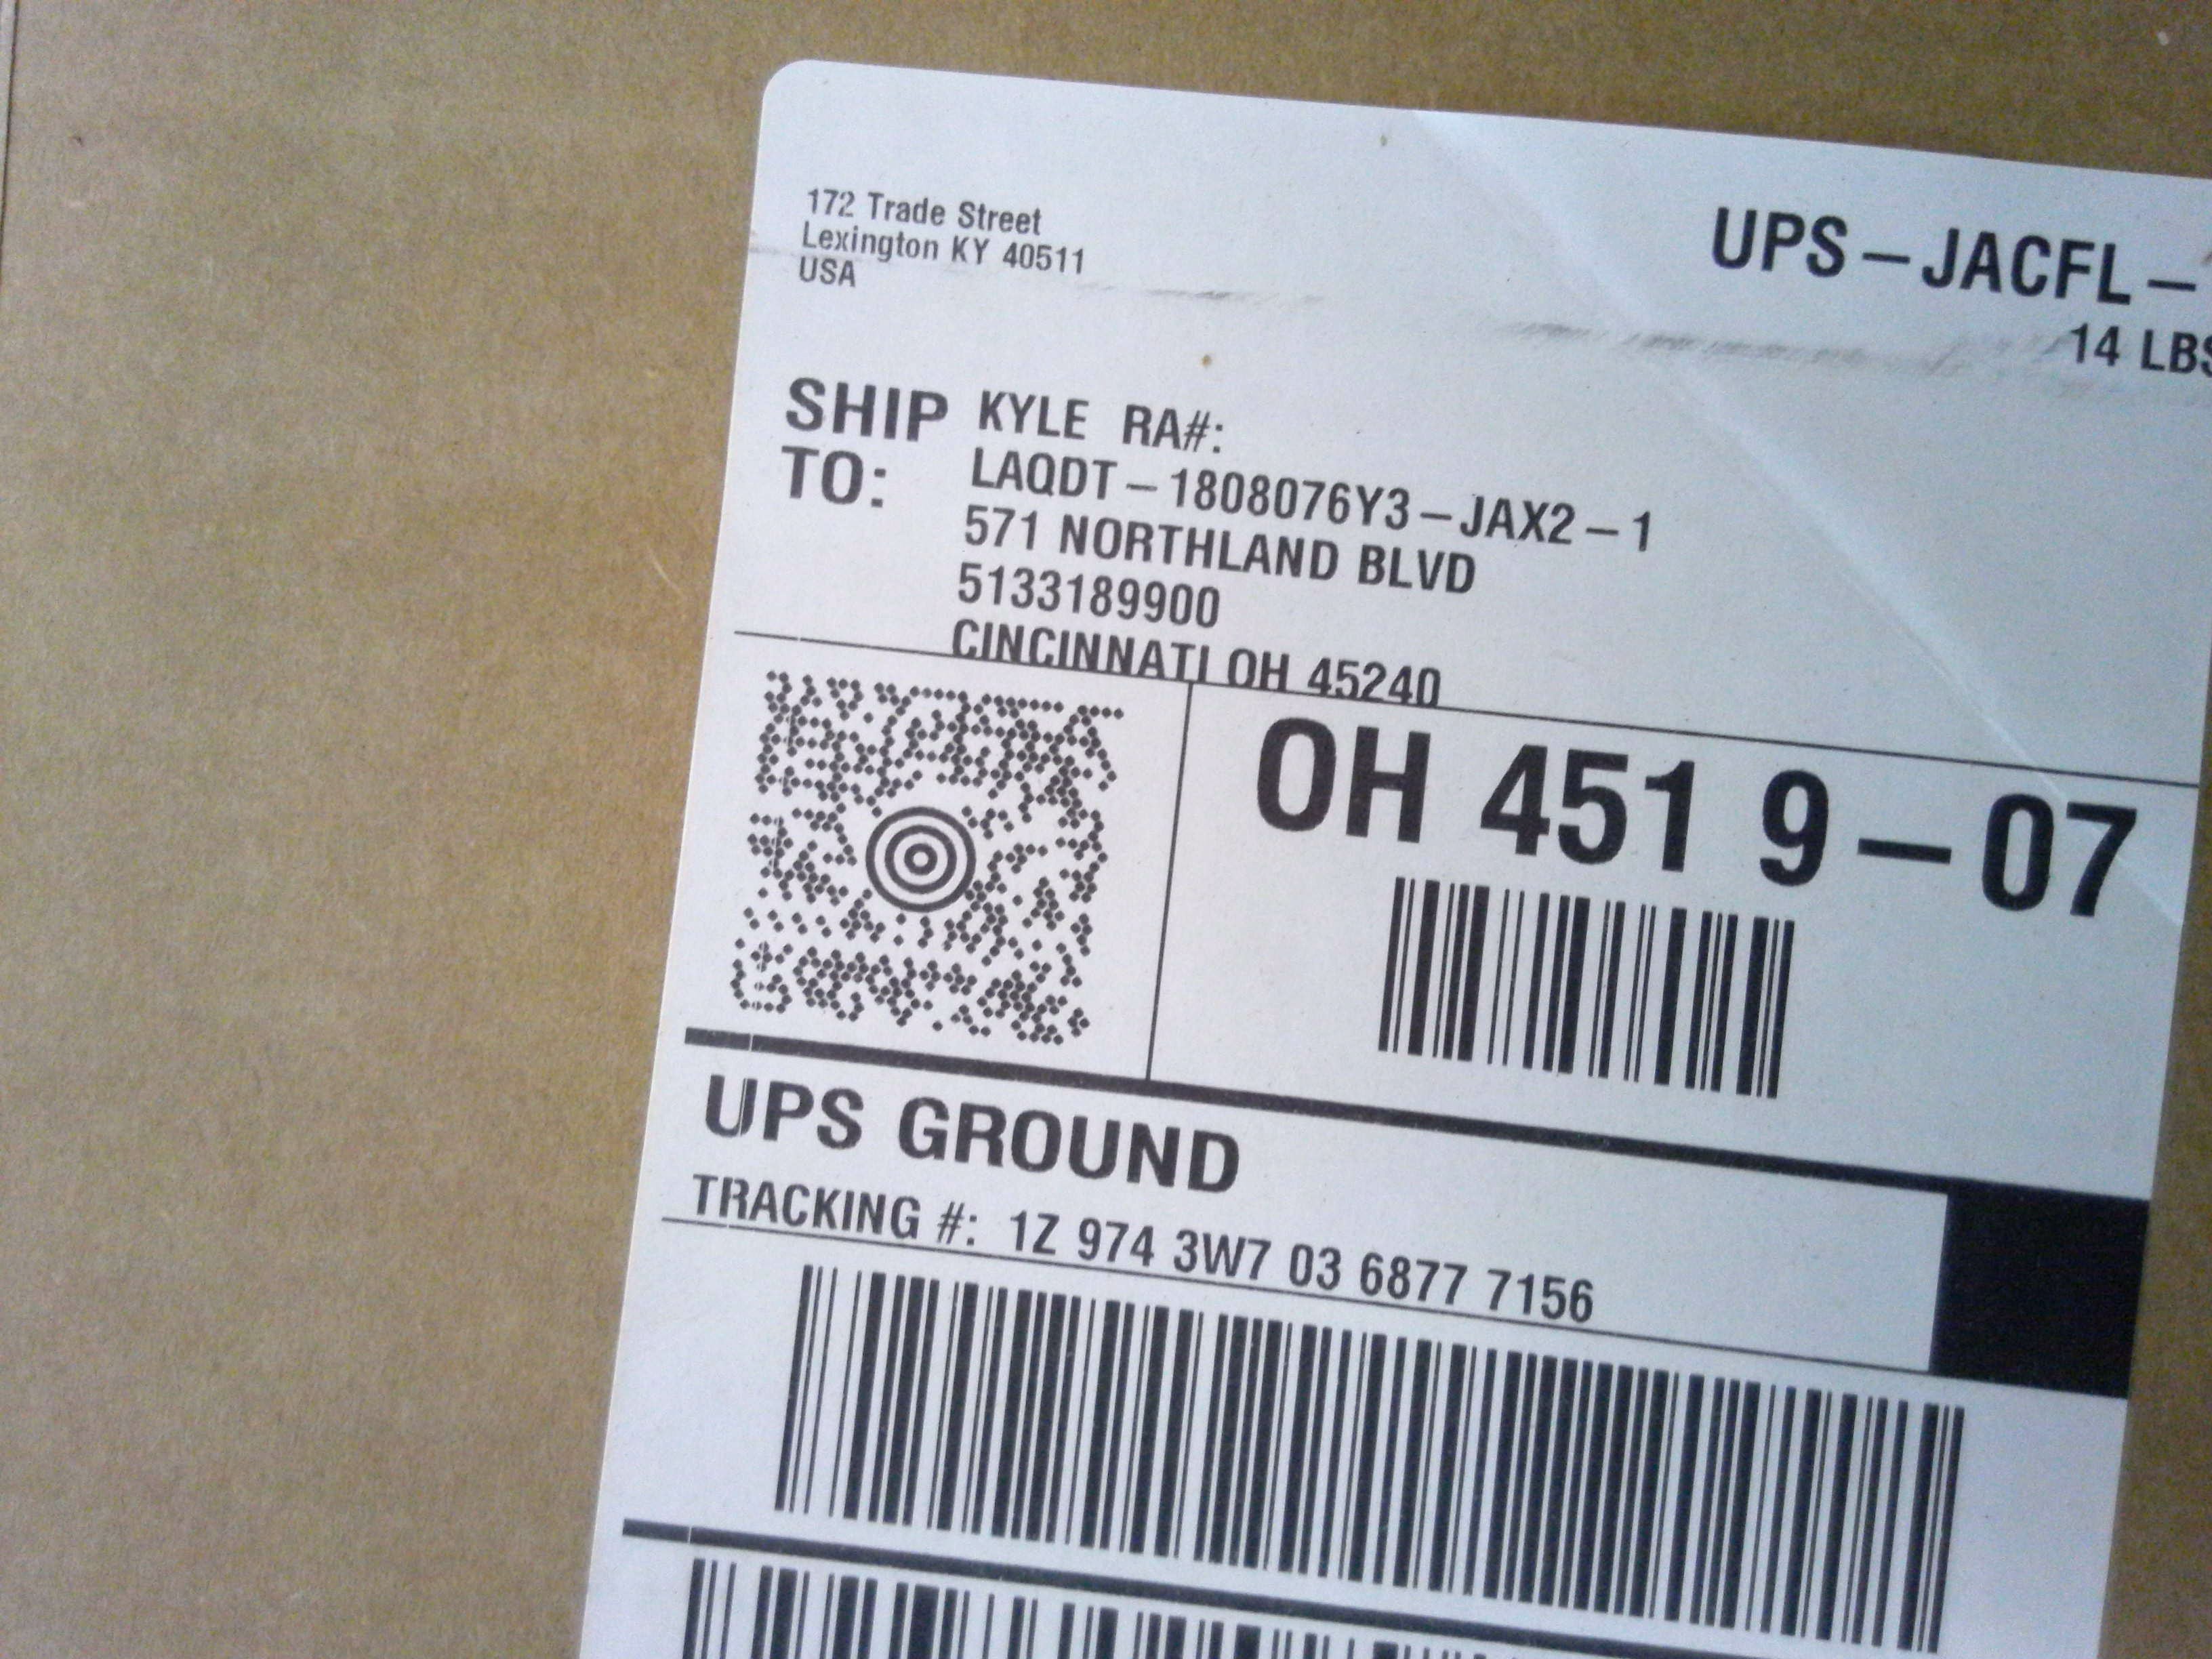 172 Trade Street
Lexington KY 40511
USA
UPS-JACFL-
14 LBS
SHIP TO:
KYLE RA#:
LAQDT-1808076Y3-JAX2-1
571 NORTHLAND BLVD
5133189900
CINCINNATI OH 45240
OH 451 9-07
UPS GROUND
TRACKING #: 1Z 974 3W7 03 6877 7156